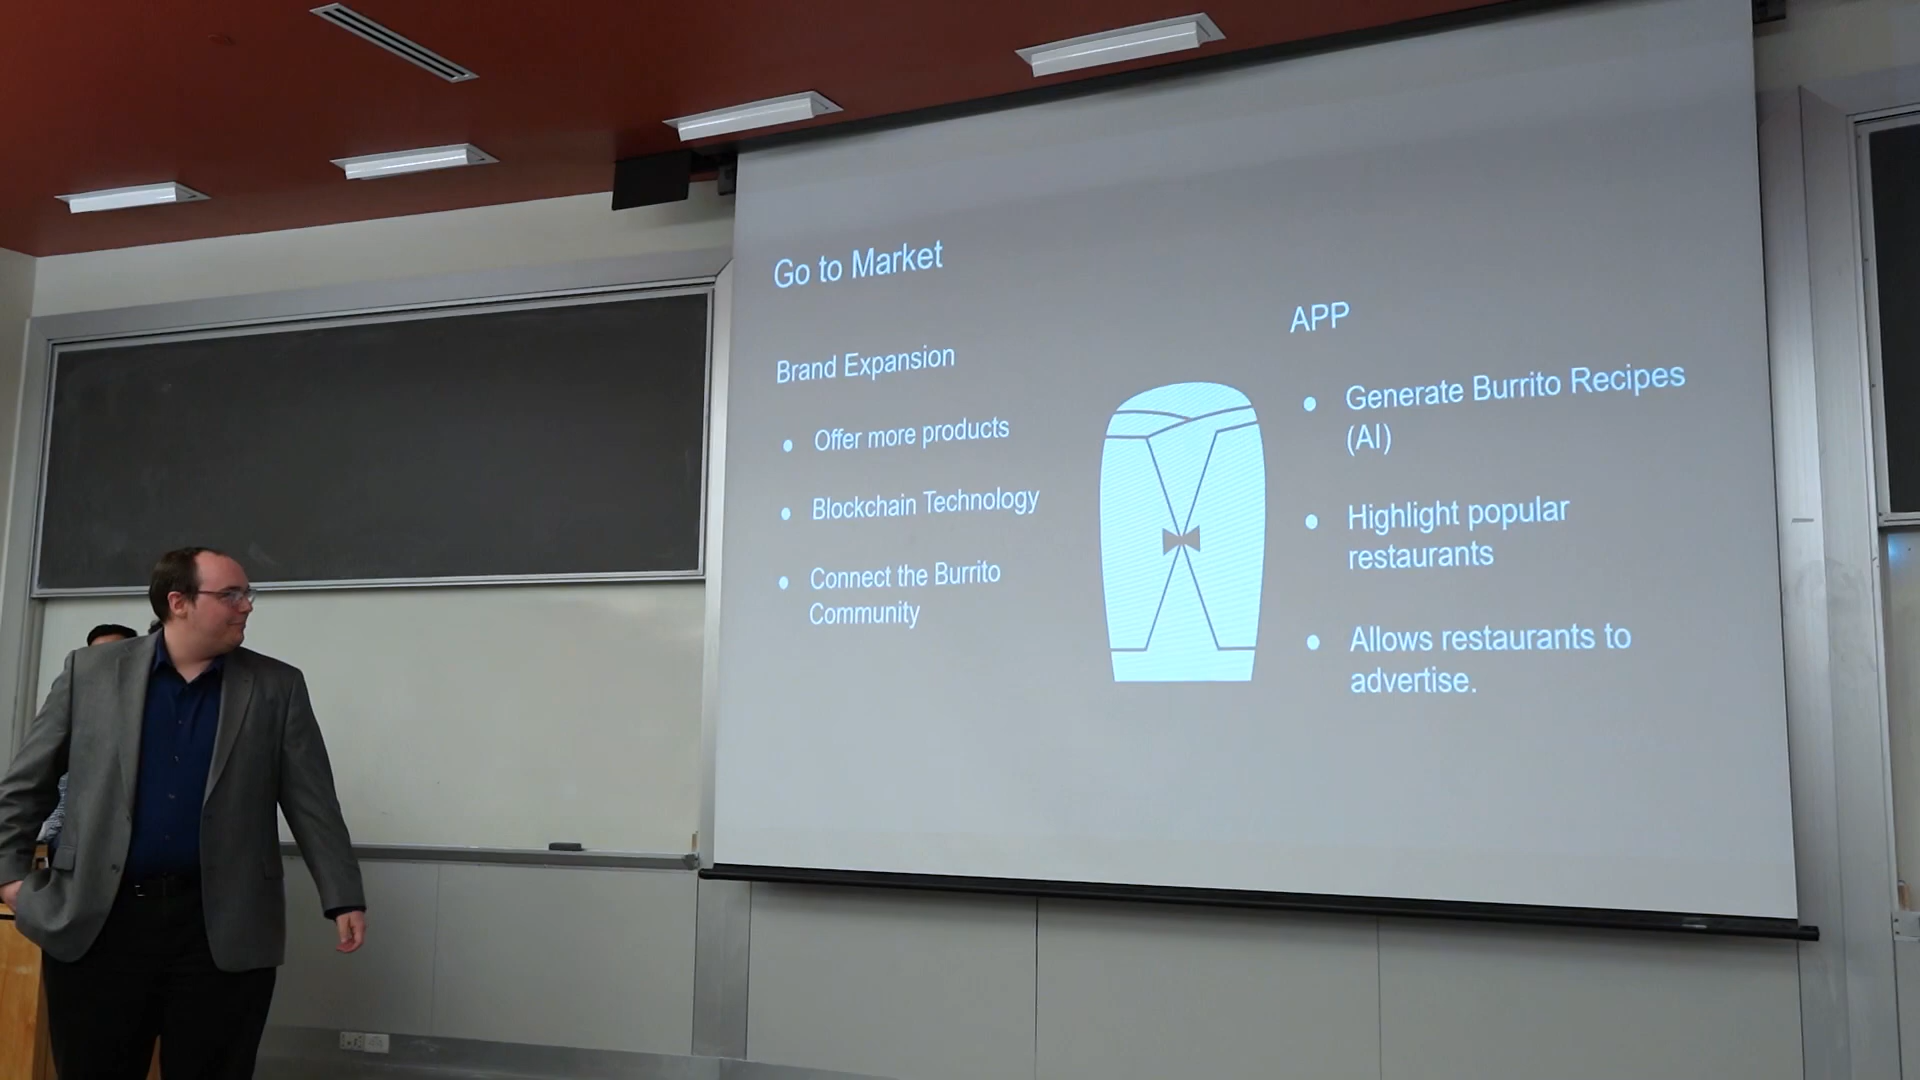 Go to Market
Brand Expansion
Offer more products
Blockchain Technology
Connect the Burrito
Community
APP
Generate Burrito Recipes
(AI)
Highlight popular
restaurants
Allows restaurants to
advertise.